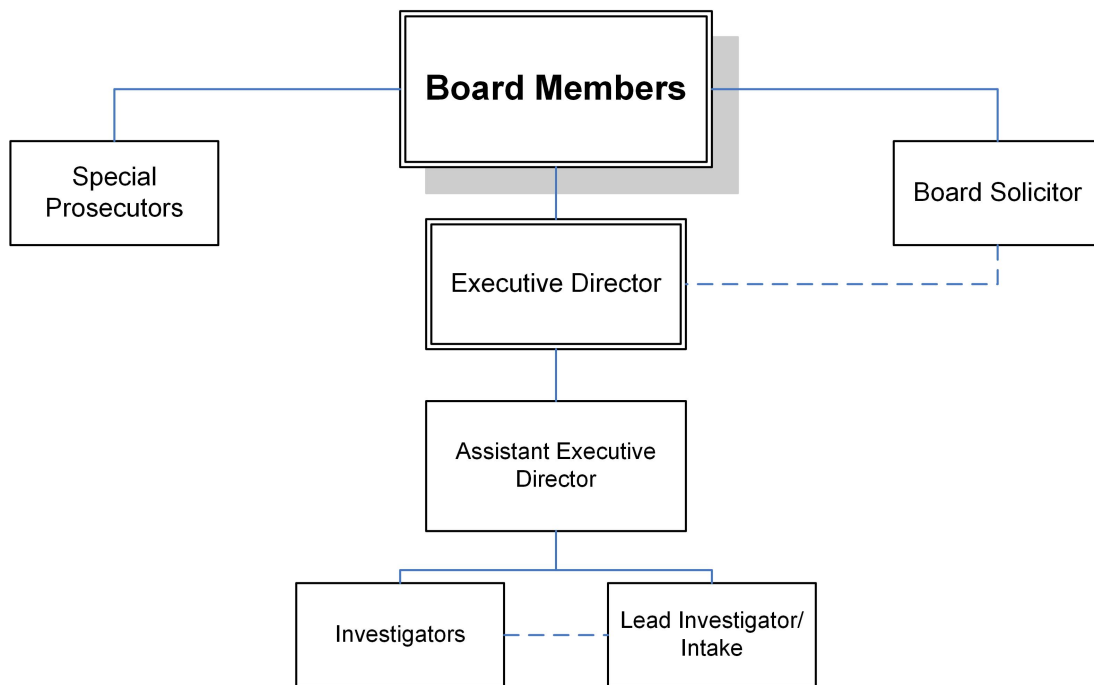 Board Members
Special
Prosecutors
Board Solicitor
Executive Director
Assistant Executive
Director
Investigators
Lead Investigator/
Intake